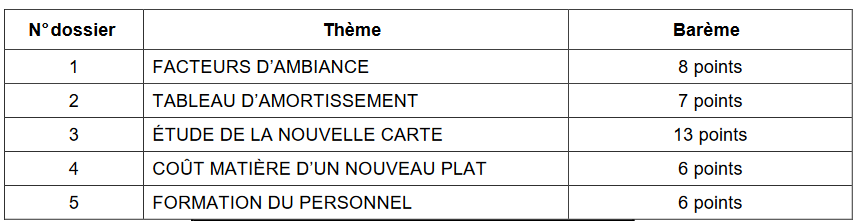 N° dossier Thème Barème
1 FACTEURS D'AMBIANCE 8 points
2 TABLEAU D'AMORTISSEMENT 7 points
3 ÉTUDE DE LA NOUVELLE CARTE 13 points
4 COÛT MATIÈRE D'UN NOUVEAU PLAT 6 points
5 FORMATION DU PERSONNEL 6 points